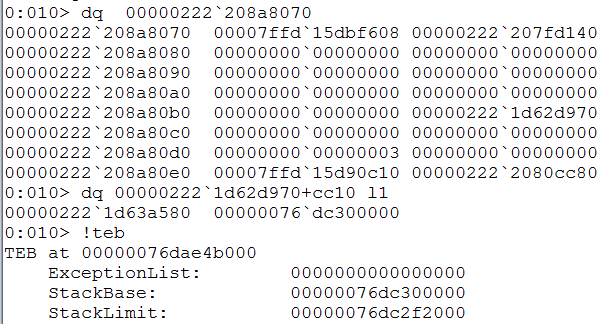 0:010> dq  00000222`208a8070
00000222`208a8070  00007ffd`15dbf608 00000222`207fd140
00000222`208a8080  00000000`00000000 00000000`00000000
00000222`208a8090  00000000`00000000 00000000`00000000
00000222`208a80a0  00000000`00000000 00000000`00000000
00000222`208a80b0  00000000`00000000 00000222`1d62d970
00000222`208a80c0  00000000`00000000 00000000`00000000
00000222`208a80d0  00000000`00000003 00000000`00000000
00000222`208a80e0  00007ffd`15d90c10 00000222`2080cc80
0:010> dq 00000222`1d62d970+cc10 l1
00000222`1d63a580  00000076`dc300000
0:010> !teb
TEB at 00000076dae4b000
    ExceptionList:        0000000000000000
    StackBase:            00000076dc300000
    StackLimit:           00000076dc2f2000